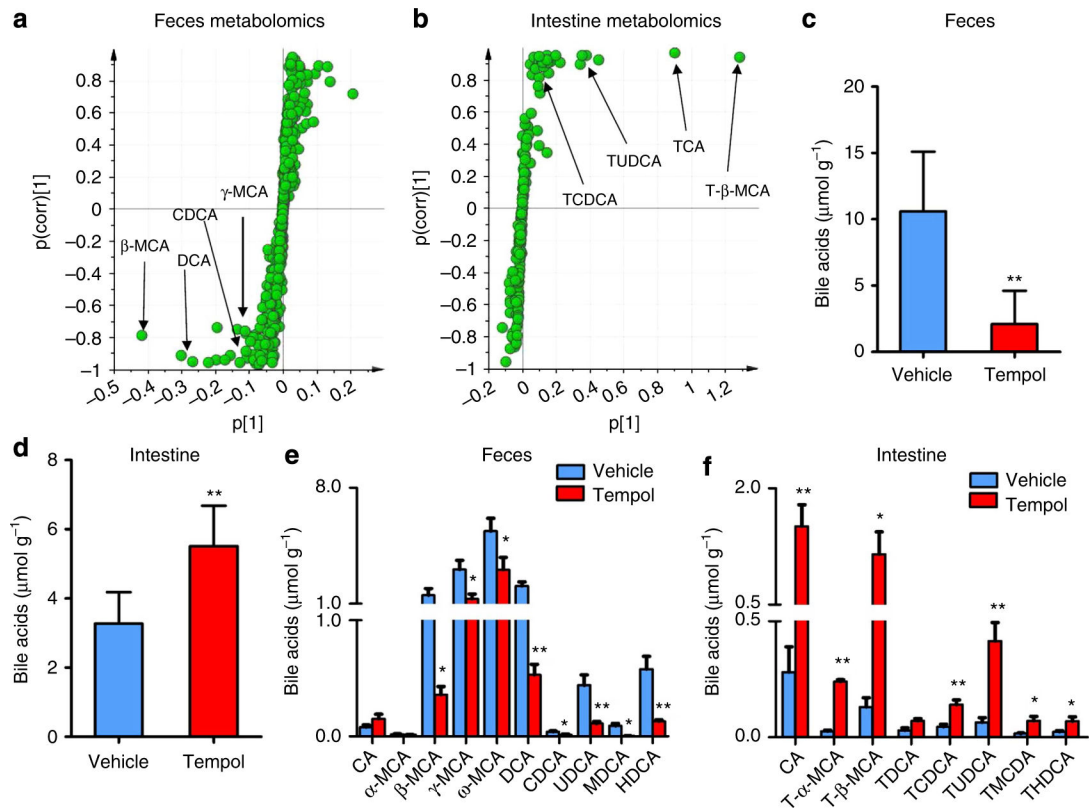 a
Feces metabolomics
0.8
0.6
0.4
0.2
0
−0.2
−0.4
−0.6
−0.8
−1
p(corr)[1]
γ-MCA
CDCA
β-MCA
DCA
−0.5
−0.4
−0.3
−0.2
−0.1
0
0.1
0.2
p[1]
b
Intestine metabolomics
0.8
0.6
0.4
0.2
0
−0.2
−0.4
−0.6
−0.8
−1
p(corr)[1]
TCA
TUDCA
T-β-MCA
TCDCA
−0.2
0
0.2
0.4
0.6
0.8
1
1.2
p[1]
c
Feces
20
15
10
5
0
Bile acids (μmol g−1)
**
Vehicle
Tempol
d
Intestine
8
6
4
2
0
Bile acids (μmol g−1)
**
Vehicle
Tempol
e
Feces
Vehicle
Tempol
8.0
1.0
1.0
0.0
Bile acids (μmol g−1)
*
*
*
**
*
**
*
**
CA
α-MCA
β-MCA
γ-MCA
ω-MCA
DCA
CDCA
UDCA
MDCA
HDCA
f
Intestine
Vehicle
Tempol
2.0
0.5
0.5
0.0
Bile acids (μmol g−1)
**
**
*
**
**
*
*
CA
T-α-MCA
T-β-MCA
TDCA
TCDCA
TUDCA
TMCDA
THDCA